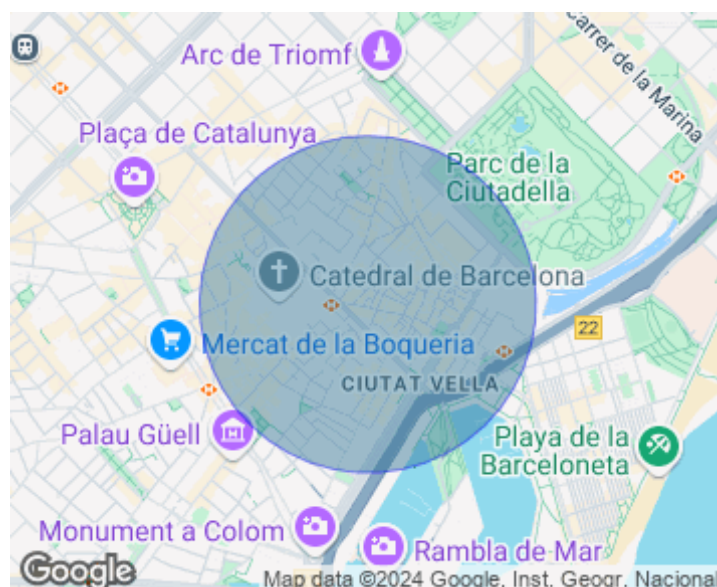 Arc de Triomf
Carrer de la Marina
Plaça de Catalunya
Parc de la
Ciutadella
Catedral de Barcelona
22
Mercat de la Boqueria
CIUTAT VELLA
Palau Güell
Playa de la
Barceloneta
Monument a Colom
Rambla de Mar
Google
Map data ©2024 Google, Inst. Geogr. Nacional